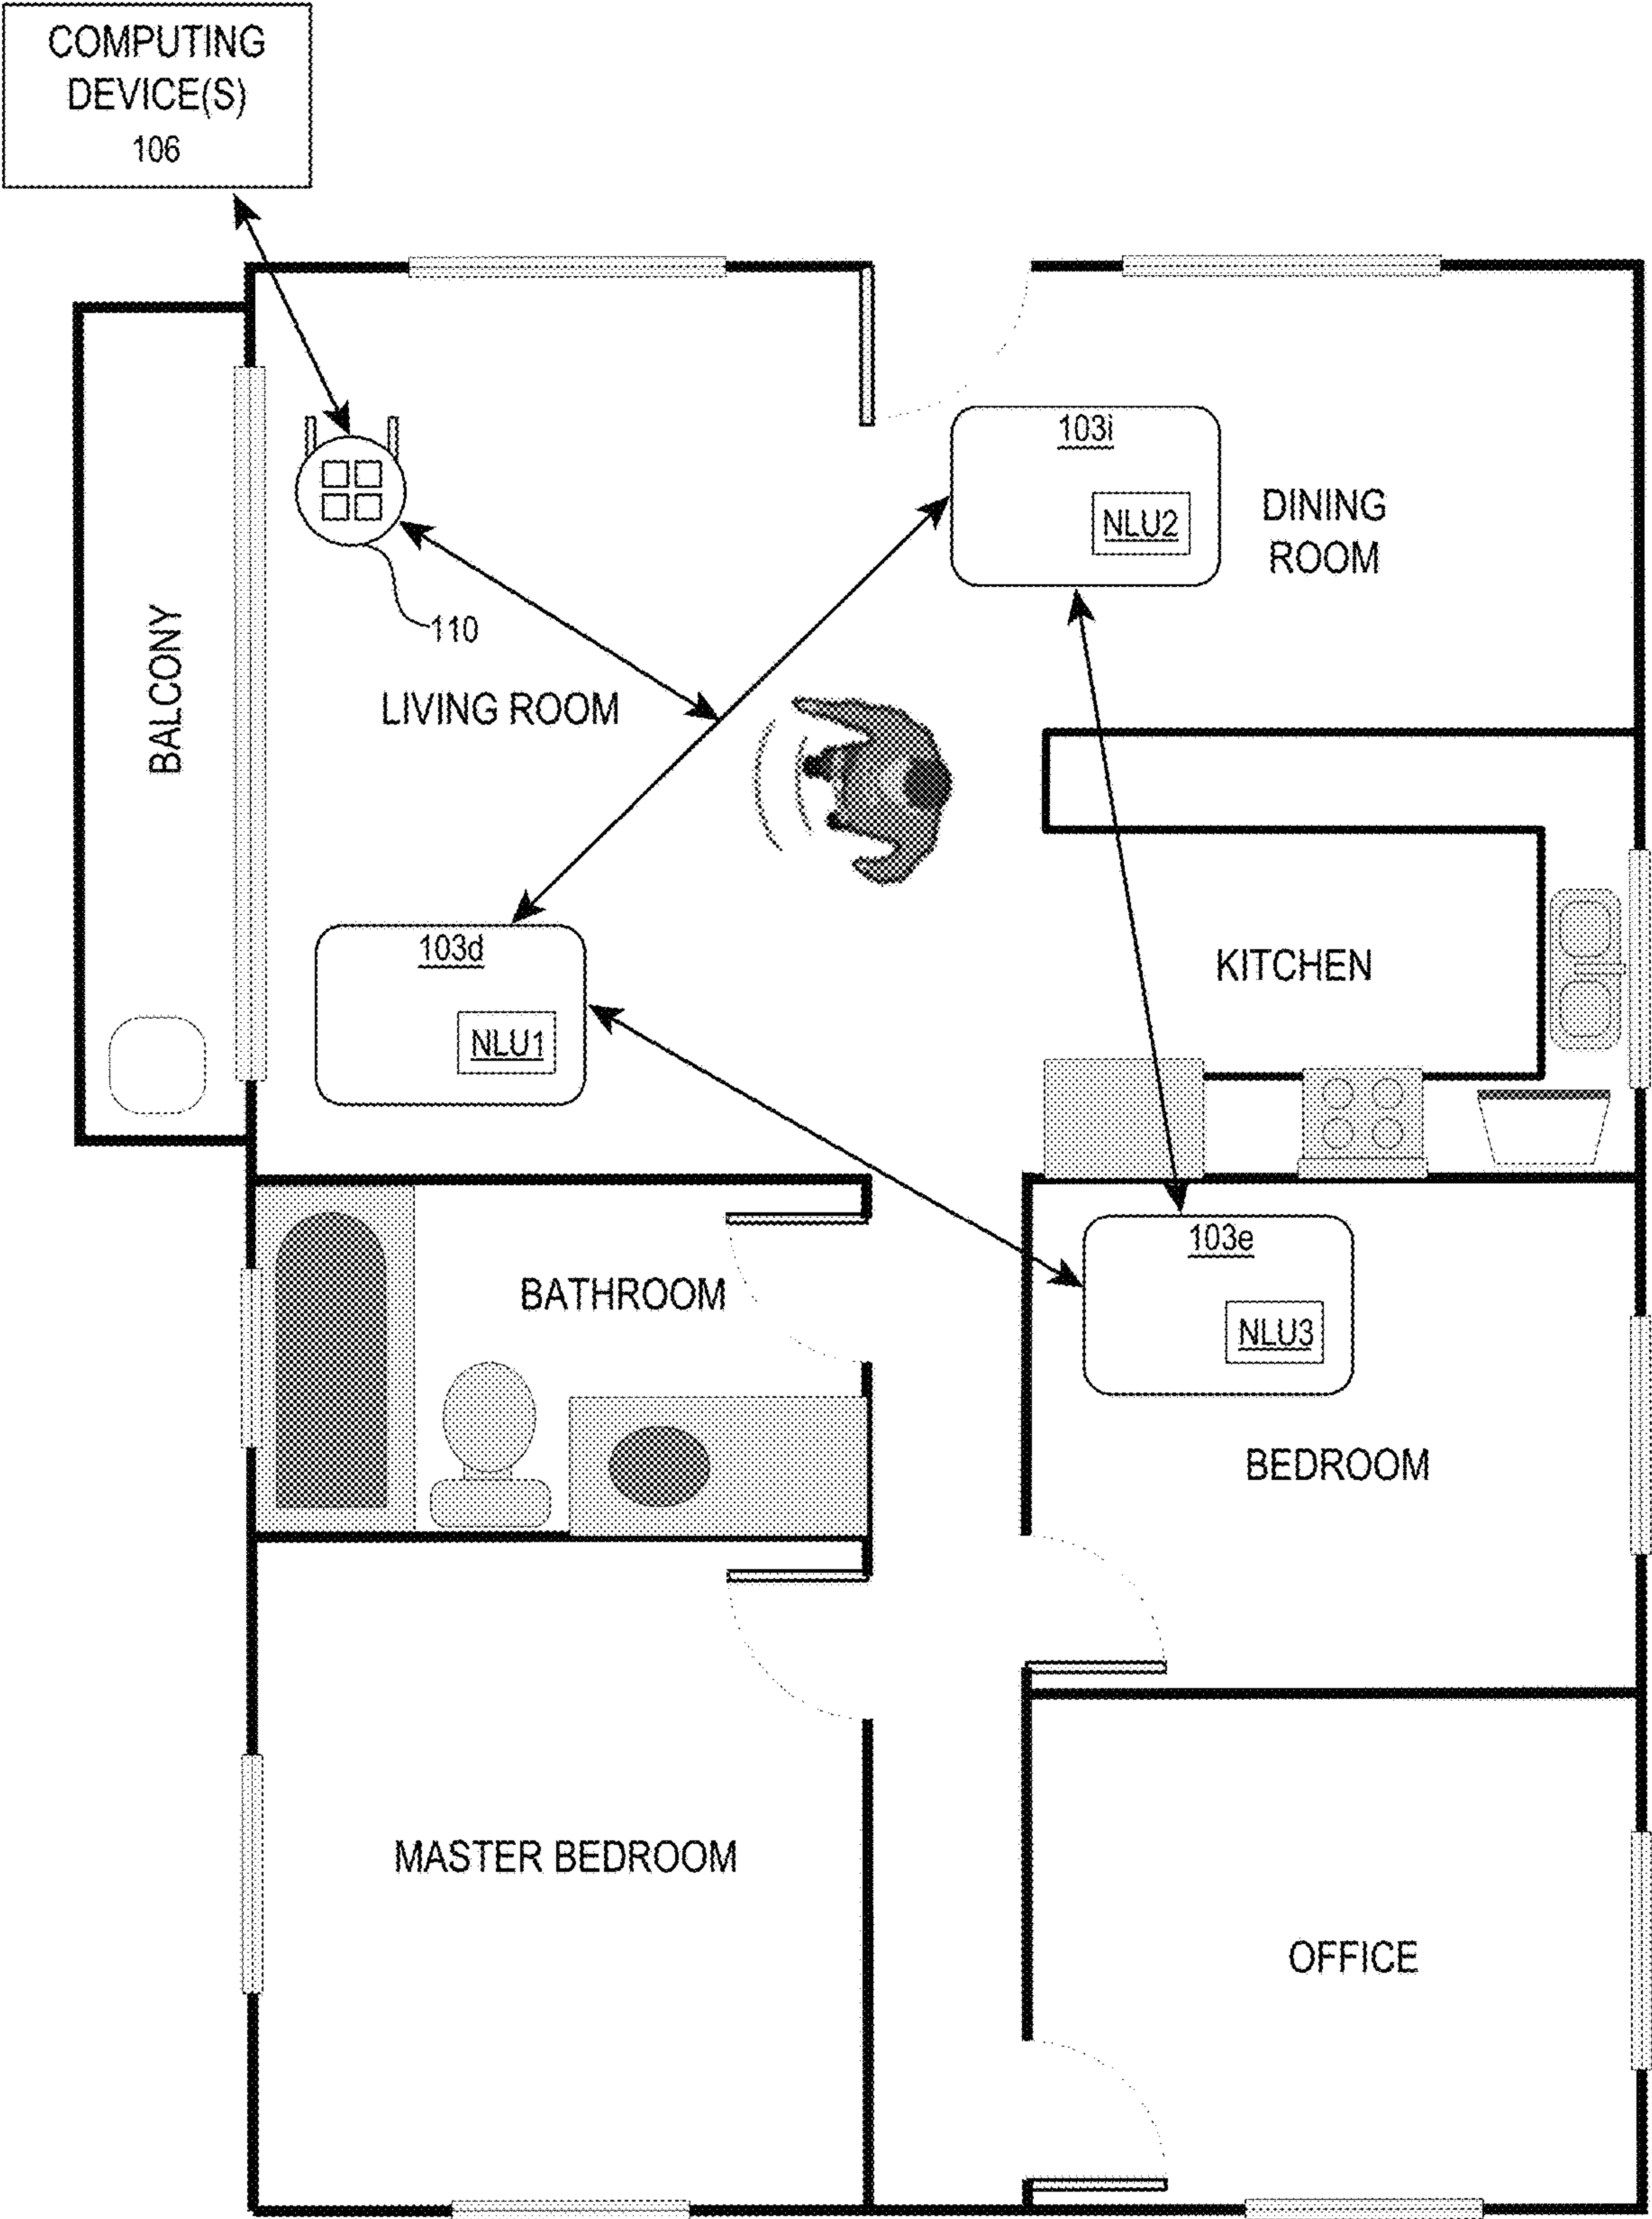 COMPUTING
DEVICE(S)
106
103i
NLU2
DINING
ROOM
110
LIVING ROOM
BALCONY
103d
NLU1
KITCHEN
103e
NLU3
BATHROOM
BEDROOM
MASTER BEDROOM
OFFICE